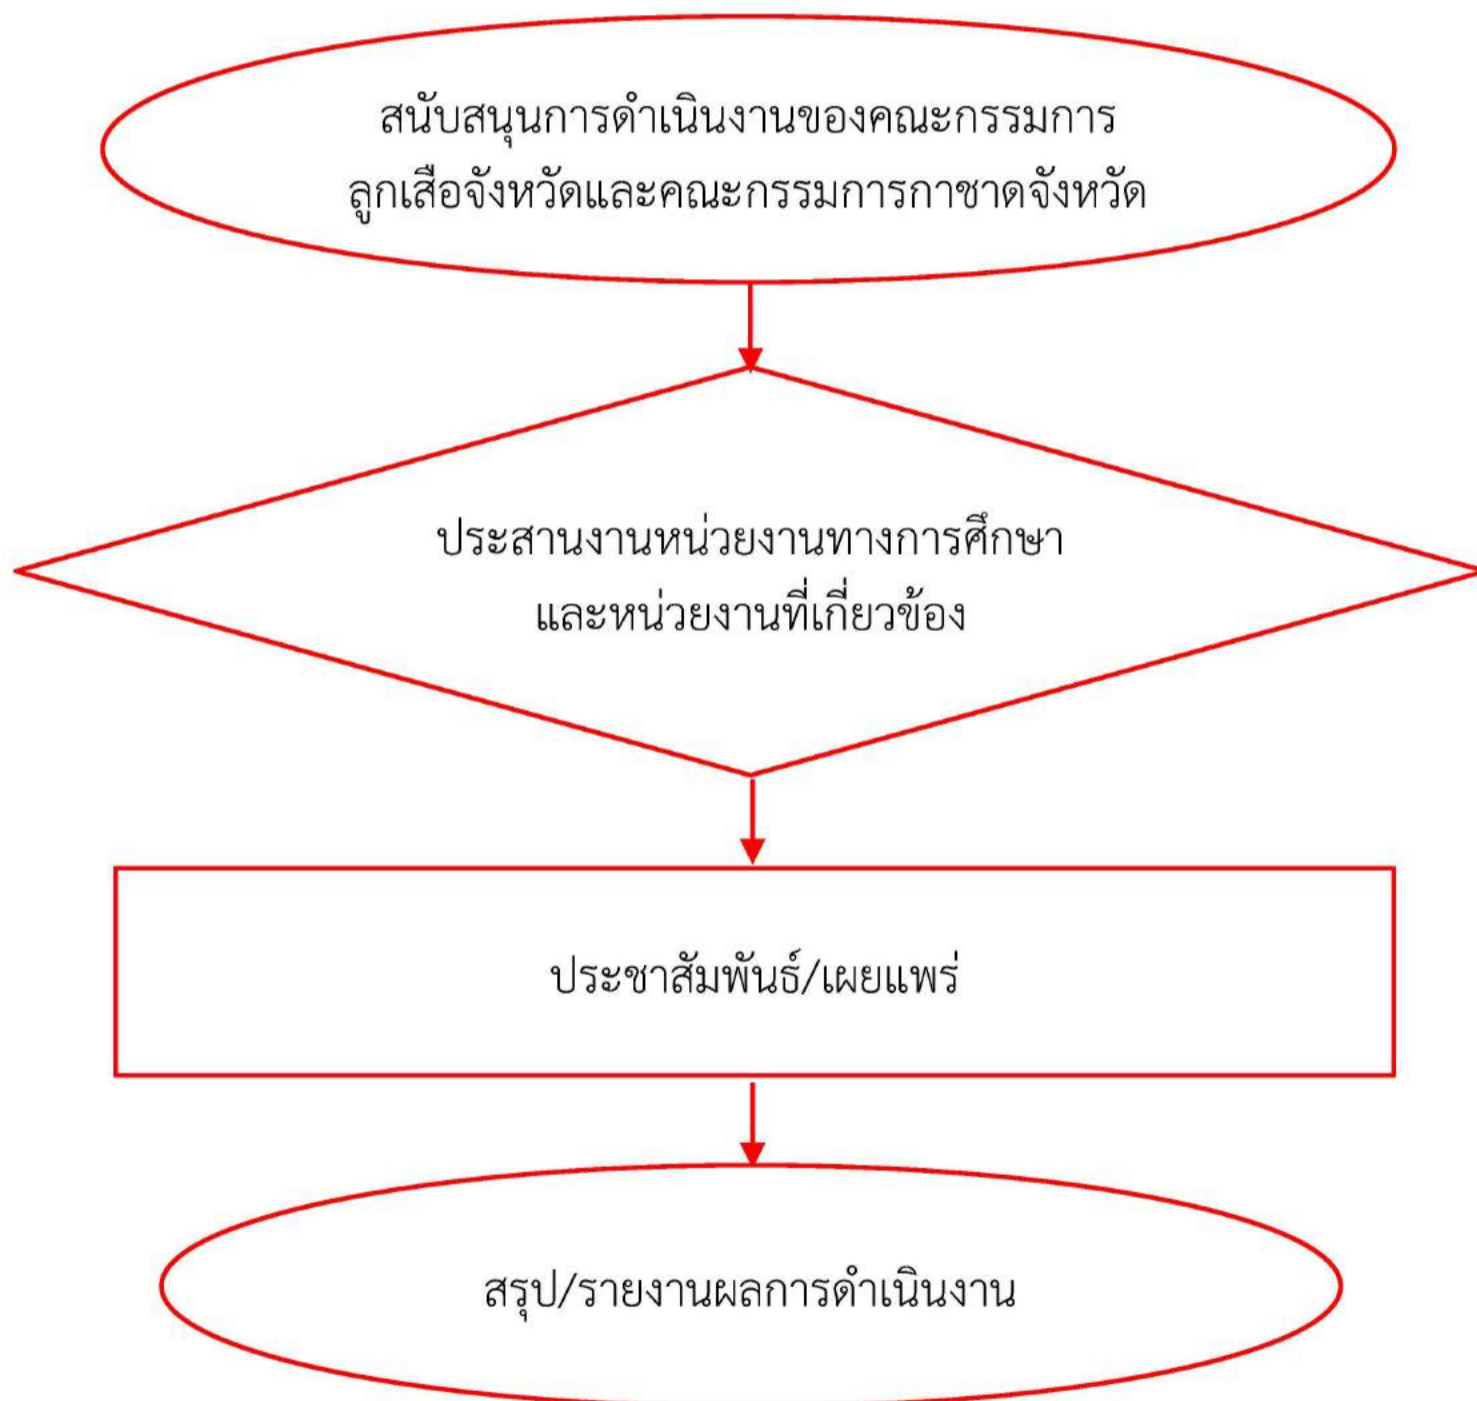 สนับสนุนการดำเนินงานของคณะกรรมการ
ลูกเสือจังหวัดและคณะกรรมการกาชาดจังหวัด
ประสานงานหน่วยงานทางการศึกษา
และหน่วยงานที่เกี่ยวข้อง
ประชาสัมพันธ์/เผยแพร่
สรุป/รายงานผลการดำเนินงาน